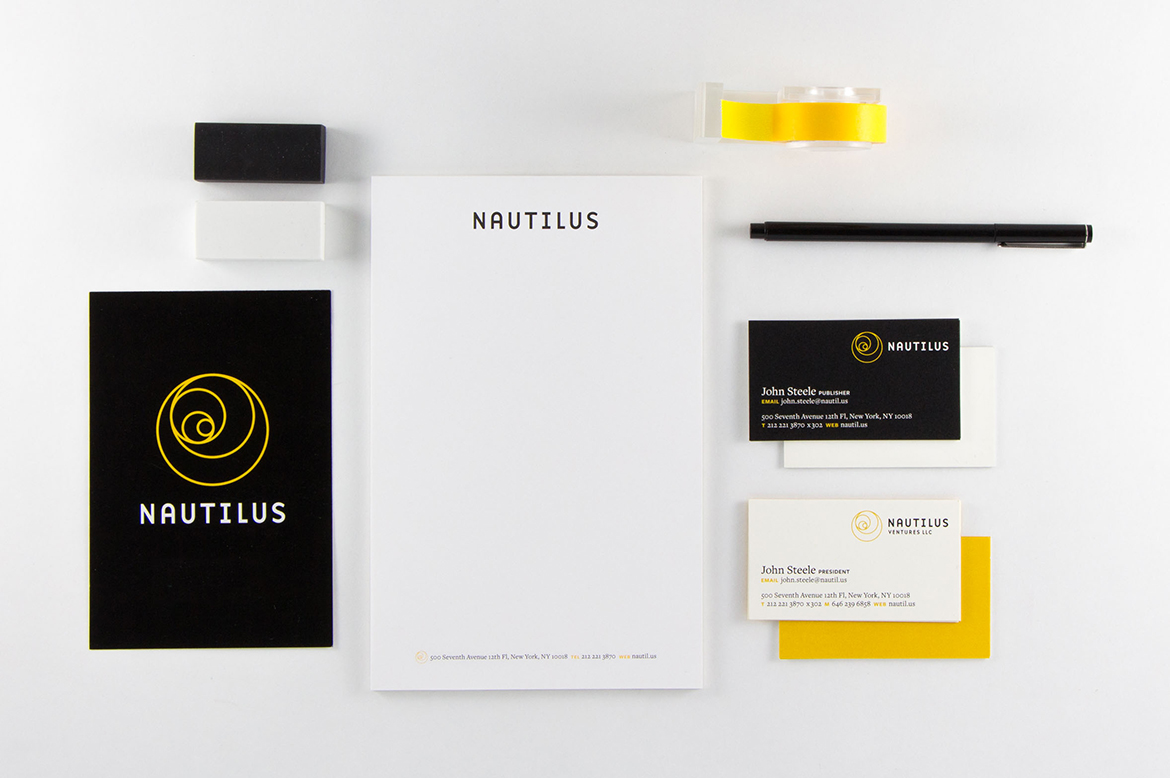 NAUTILUS
NAUTILUS
500 Seventh Avenue 12th Fl, New York, NY 10018 TEL 212 221 3870 WEB nautil.us
NAUTILUS
John Steele PUBLISHER
EMAIL john.steele@nautil.us
500 Seventh Avenue 12th Fl, New York, NY 10018
T 212 221 3870 x302 WEB nautil.us
NAUTILUS
VENTURES LLC
John Steele PRESIDENT
EMAIL john.steele@nautil.us
500 Seventh Avenue 12th Fl, New York, NY 10018
T 212 221 3870 x302 M 646 239 6858 WEB nautil.us